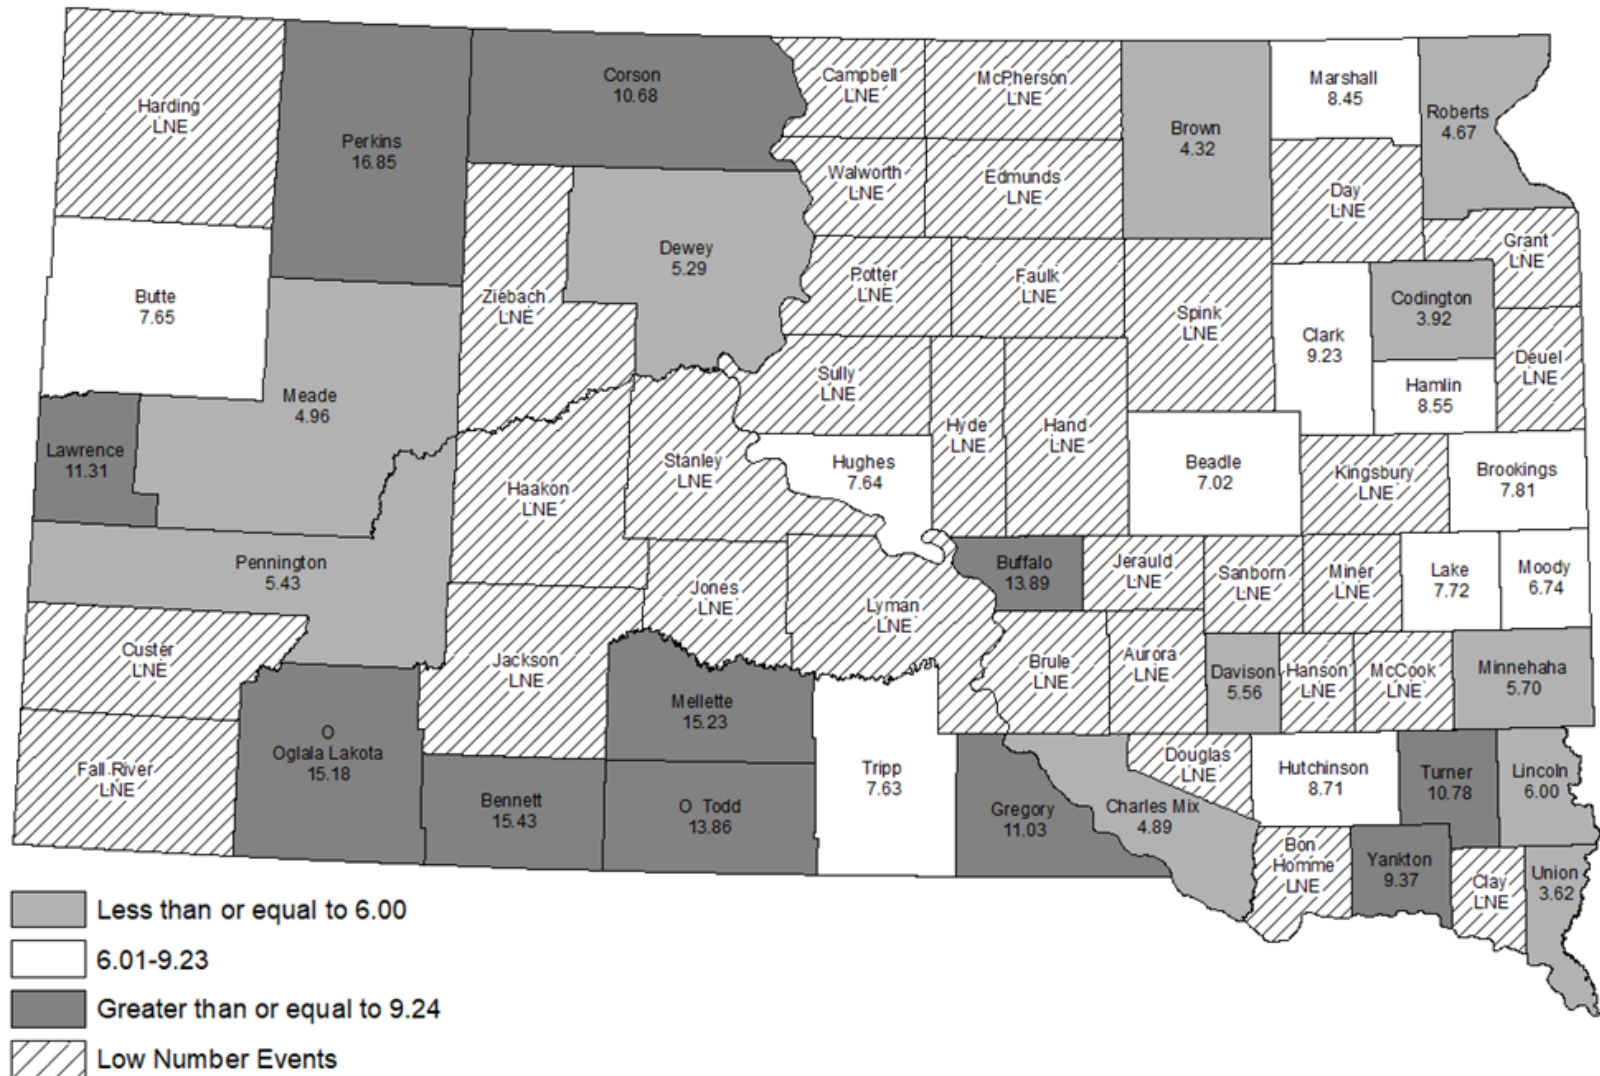 Harding
LNE
Perkins
16.85
Corson
10.68
Campbell
LNE
McPherson
LNE
Brown
4.32
Marshall
8.45
Roberts
4.67
Walworth
LNE
Edmunds
LNE
Day
LNE
Grant
LNE
Butte
7.65
Ziebach
LNE
Dewey
5.29
Potter
LNE
Faulk
LNE
Spink
LNE
Clark
9.23
Codington
3.92
Deuel
LNE
Hamlin
8.55
Meade
4.96
Sully
LNE
Hyde
LNE
Hand
LNE
Lawrence
11.31
Haakon
LNE
Stanley
LNE
Hughes
7.64
Beadle
7.02
Kingsbury
LNE
Brookings
7.81
Pennington
5.43
Jones
LNE
Lyman
LNE
Buffalo
13.89
Jerauld
LNE
Sanborn
LNE
Miner
LNE
Lake
7.72
Moody
6.74
Custer
LNE
Jackson
LNE
Mellette
15.23
Brule
LNE
Aurora
LNE
Davison
5.56
Hanson
LNE
McCook
LNE
Minnehaha
5.70
Fall River
LNE
O
Oglala Lakota
15.18
Bennett
15.43
O Todd
13.86
Tripp
7.63
Gregory
11.03
Charles Mix
4.89
Douglas
LNE
Hutchinson
8.71
Turner
10.78
Lincoln
6.00
Bon
Homme
LNE
Yankton
9.37
Clay
LNE
Union
3.62
Less than or equal to 6.00
6.01-9.23
Greater than or equal to 9.24
Low Number Events